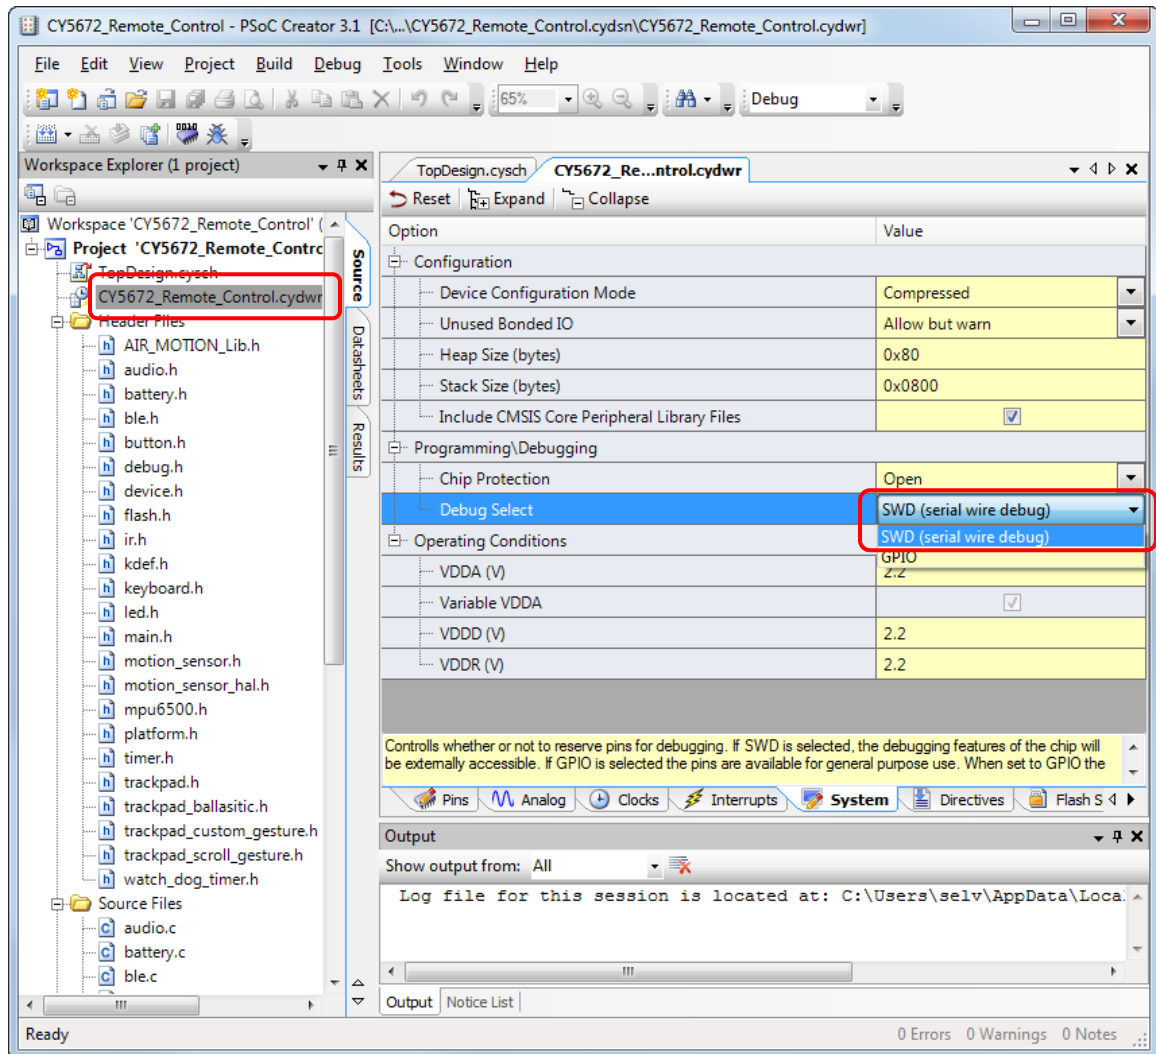 CY5672_Remote_Control - PSoC Creator 3.1 [C:\...\CY5672_Remote_Control.cydsn\CY5672_Remote_Control.cydwr]
File Edit View Project Build Debug Tools Window Help
65% Debug
Workspace Explorer (1 project)
Workspace 'CY5672_Remote_Control' (
Project 'CY5672_Remote_Contro
TopDesign.cysch
CY5672_Remote_Control.cydwr
Header Files
AIR_MOTION_Lib.h
audio.h
battery.h
ble.h
button.h
debug.h
device.h
flash.h
ir.h
kdef.h
keyboard.h
led.h
main.h
motion_sensor.h
motion_sensor_hal.h
mpu6500.h
platform.h
timer.h
trackpad.h
trackpad_ballasitic.h
trackpad_custom_gesture.h
trackpad_scroll_gesture.h
watch_dog_timer.h
Source Files
audio.c
battery.c
ble.c
Source
Datasheets
Results
TopDesign.cysch CY5672_Re...ntrol.cydwr
Reset Expand Collapse
Option Value
Configuration
Device Configuration Mode Compressed
Unused Bonded IO Allow but warn
Heap Size (bytes) 0x80
Stack Size (bytes) 0x0800
Include CMSIS Core Peripheral Library Files
Programming\Debugging
Chip Protection Open
Debug Select SWD (serial wire debug)
SWD (serial wire debug)
Operating Conditions
GPIO
VDDA (V) 2.2
Variable VDDA
VDDD (V) 2.2
VDDR (V) 2.2
Controlls whether or not to reserve pins for debugging. If SWD is selected, the debugging features of the chip will
be externally accessible. If GPIO is selected the pins are available for general purpose use. When set to GPIO the
Pins Analog Clocks Interrupts System Directives Flash S
Output
Show output from: All
Log file for this session is located at: C:\Users\selv\AppData\Loca
Output Notice List
Ready 0 Errors 0 Warnings 0 Notes